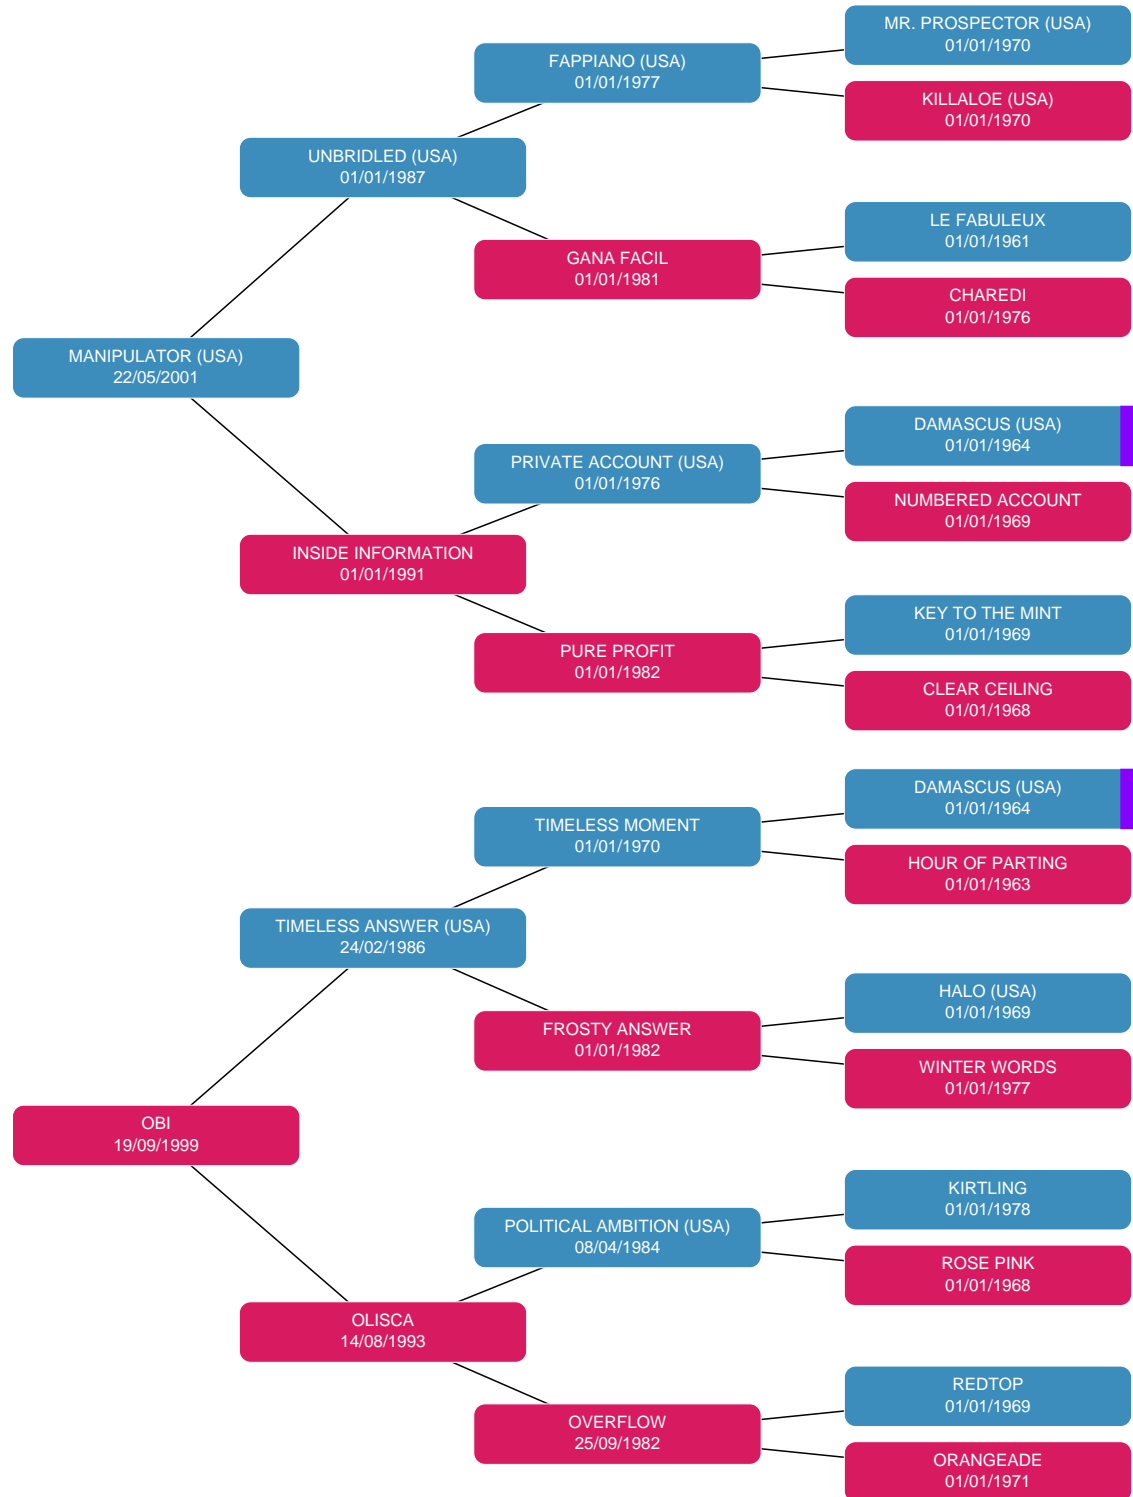 MR. PROSPECTOR (USA)
01/01/1970
FAPPIANO (USA)
01/01/1977
KILLALOE (USA)
01/01/1970
UNBRIDLED (USA)
01/01/1987
LE FABULEUX
01/01/1961
GANA FACIL
01/01/1981
CHAREDI
01/01/1976
MANIPULATOR (USA)
22/05/2001
DAMASCUS (USA)
01/01/1964
PRIVATE ACCOUNT (USA)
01/01/1976
NUMBERED ACCOUNT
01/01/1969
INSIDE INFORMATION
01/01/1991
KEY TO THE MINT
01/01/1969
PURE PROFIT
01/01/1982
CLEAR CEILING
01/01/1968
DAMASCUS (USA)
01/01/1964
TIMELESS MOMENT
01/01/1970
HOUR OF PARTING
01/01/1963
TIMELESS ANSWER (USA)
24/02/1986
HALO (USA)
01/01/1969
FROSTY ANSWER
01/01/1982
WINTER WORDS
01/01/1977
OBI
19/09/1999
KIRTLING
01/01/1978
POLITICAL AMBITION (USA)
08/04/1984
ROSE PINK
01/01/1968
OLISCA
14/08/1993
REDTOP
01/01/1969
OVERFLOW
25/09/1982
ORANGEADE
01/01/1971